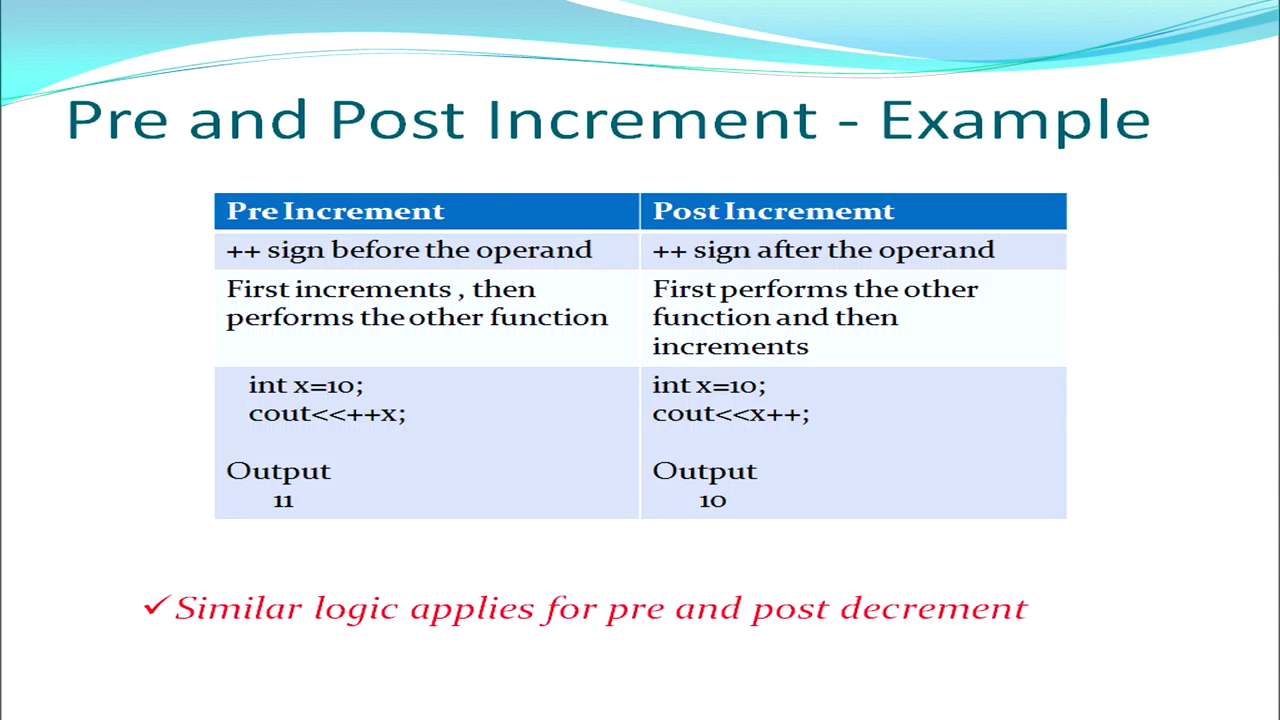 Pre and Post Increment - Example
Pre Increment
Post Incrememt
++ sign before the operand
++ sign after the operand
First increments , then
performs the other function
First performs the other
function and then
increments
int x=10;
cout<<++x;
Output
11
int x=10;
cout<<x++;
Output
10
✓ Similar logic applies for pre and post decrement